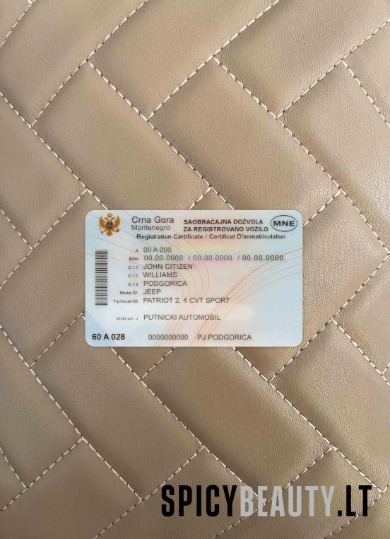 Crna Gora
Montenegro
SAOBRAĆAJNA DOZVOLA
ZA REGISTROVANO VOZILO
MNE
Registration Certificate / Certificat D'immatriculation
A 00 A 000
B/I/H 00.00.0000. / 00.00.0000. / 00.00.0000
C.1.1 JOHN CITIZEN
C.1.2 WILLIAMS
C.1.3 PODGORICA
Marka D1 JEEP
Tip/model D2 PATRIOT 2, 4 CVT SPORT
PUTNICKI AUTOMOBIL
60 A 028 0000000000 PJ PODGORICA
SPICYBEAUTY.LT